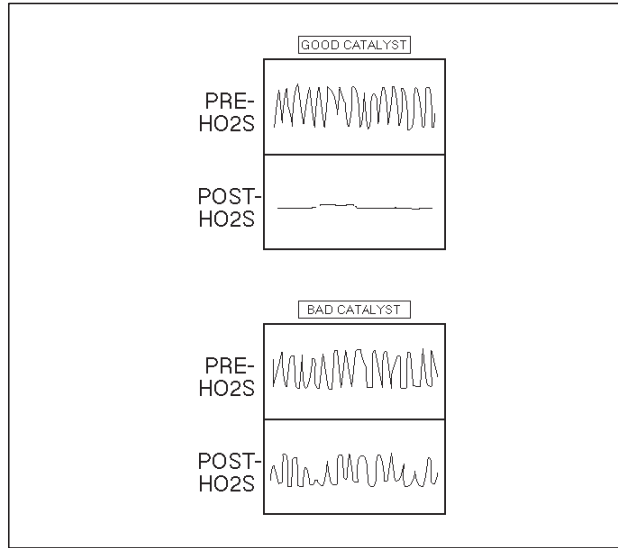 GOOD CATALYST
PRE-
HO2S
POST-
HO2S
BAD CATALYST
PRE-
HO2S
POST-
HO2S